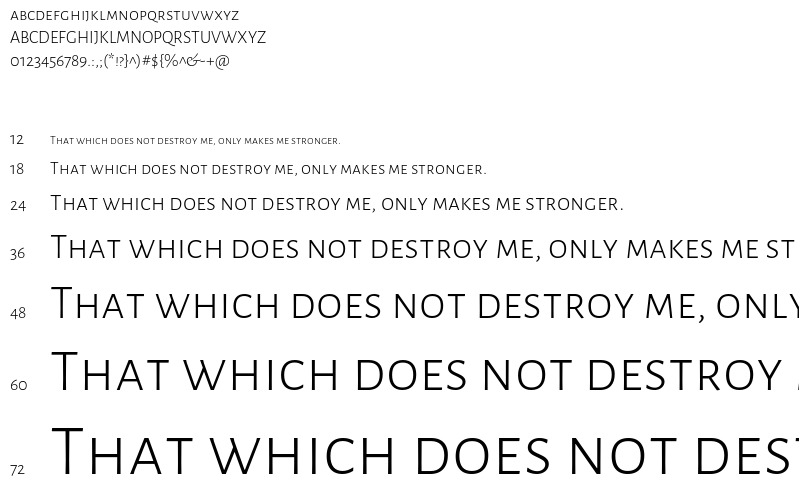 ABCDEFGHIJKLMNOPQRSTUVWXYZ
ABCDEFGHIJKLMNOPQRSTUVWXYZ
0123456789.:,;(*!?}^)#${%^&-+@
12 That which does not destroy me, only makes me stronger.
18 That which does not destroy me, only makes me stronger.
24 That which does not destroy me, only makes me stronger.
36 That which does not destroy me, only makes me st
48 That which does not destroy me, only
60 That which does not destroy
72 That which does not dest